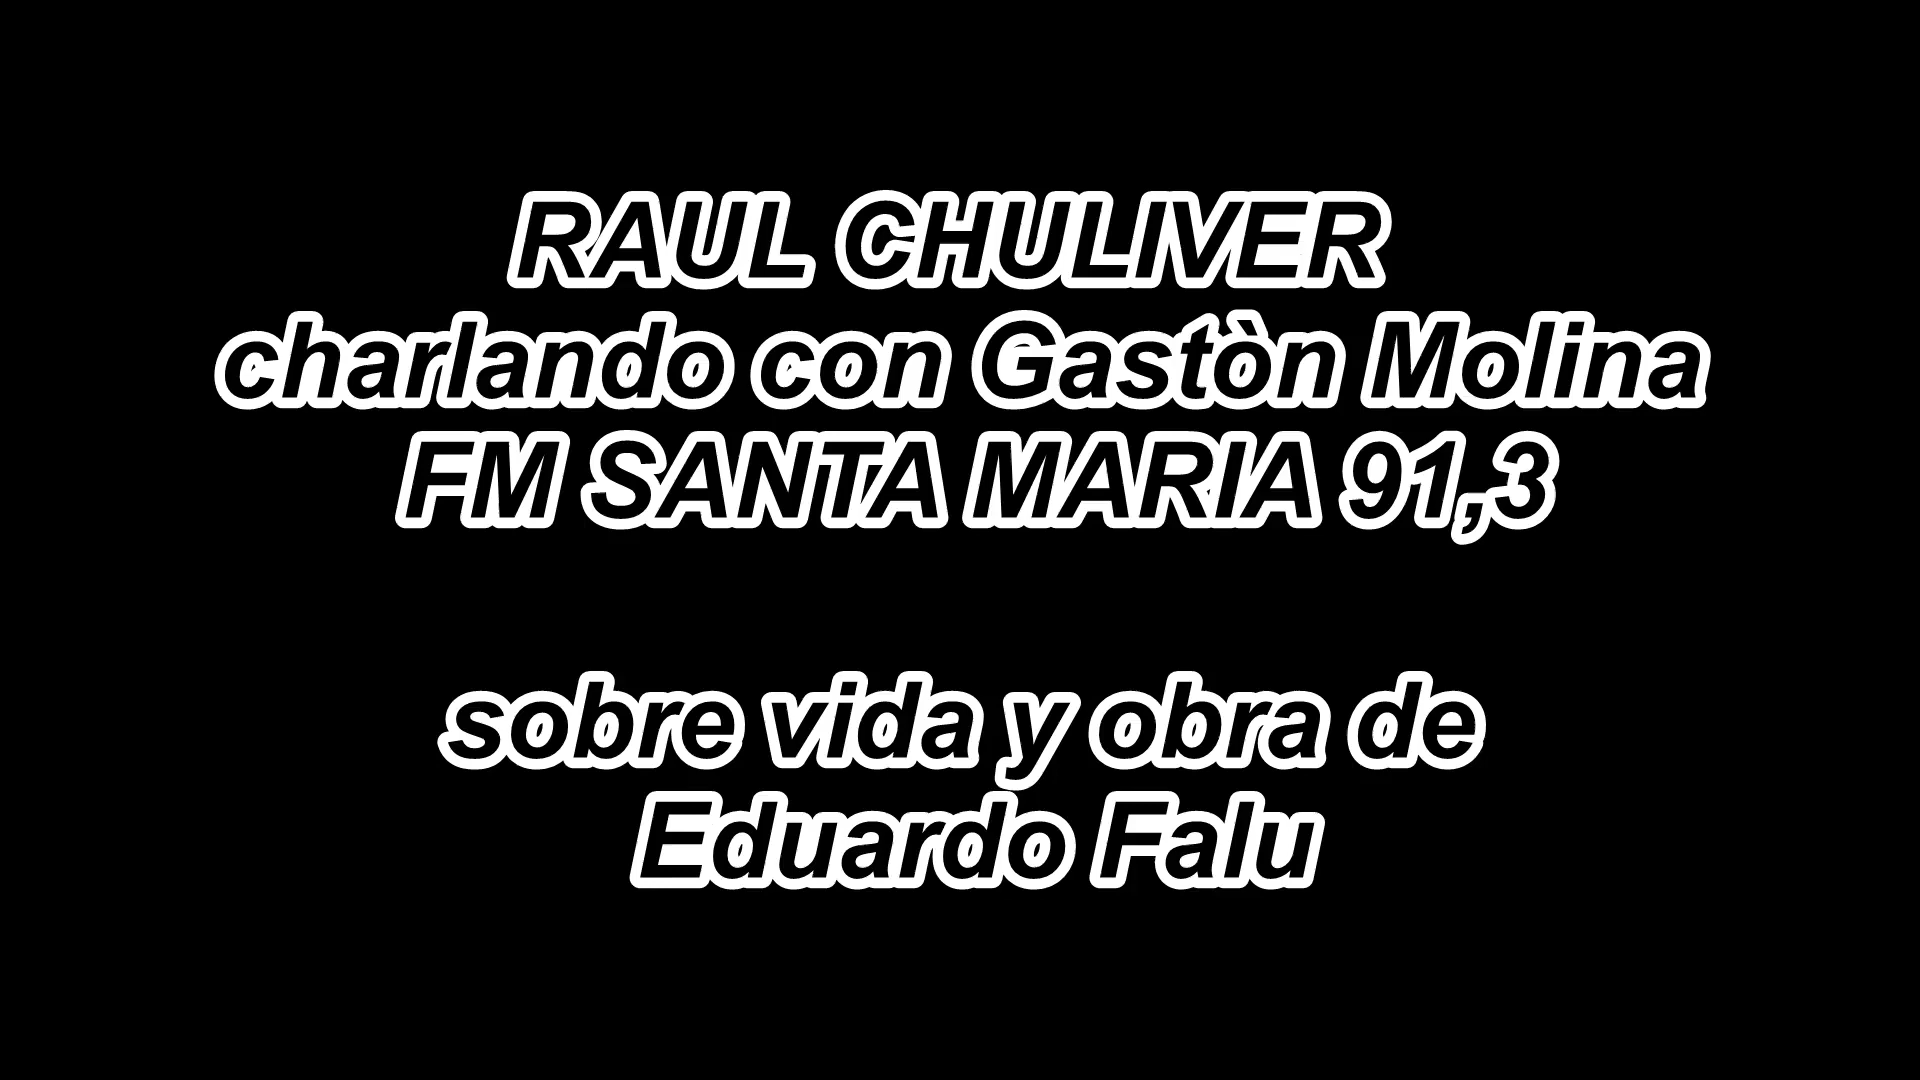 RAUL CHULIVER
charlando con Gastòn Molina
FM SANTA MARIA 91,3
sobre vida y obra de
Eduardo Falu